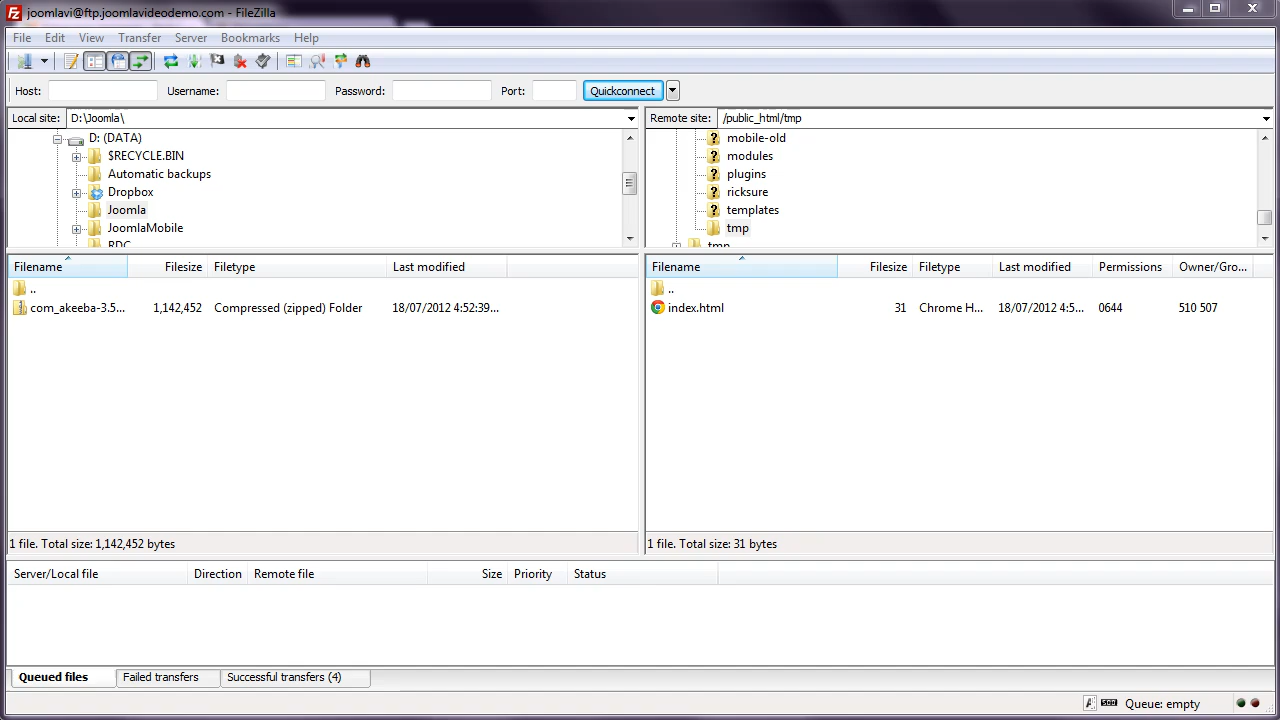 joomlavi@ftp.joomlavideodemo.com - FileZilla
File Edit View Transfer Server Bookmarks Help
Host: Username: Password: Port: Quickconnect
Local site: D:\Joomla\
D: (DATA)
$RECYCLE.BIN
Automatic backups
Dropbox
Joomla
JoomlaMobile
RDC
Remote site: /public_html/tmp
mobile-old
modules
plugins
ricksure
templates
tmp
tmp
Filename Filesize Filetype Last modified
..
com_akeeba-3.5... 1,142,452 Compressed (zipped) Folder 18/07/2012 4:52:39...
1 file. Total size: 1,142,452 bytes
Filename Filesize Filetype Last modified Permissions Owner/Gro...
..
index.html 31 Chrome H... 18/07/2012 4:5... 0644 510 507
1 file. Total size: 31 bytes
Server/Local file Direction Remote file Size Priority Status
Queued files Failed transfers Successful transfers (4)
Queue: empty